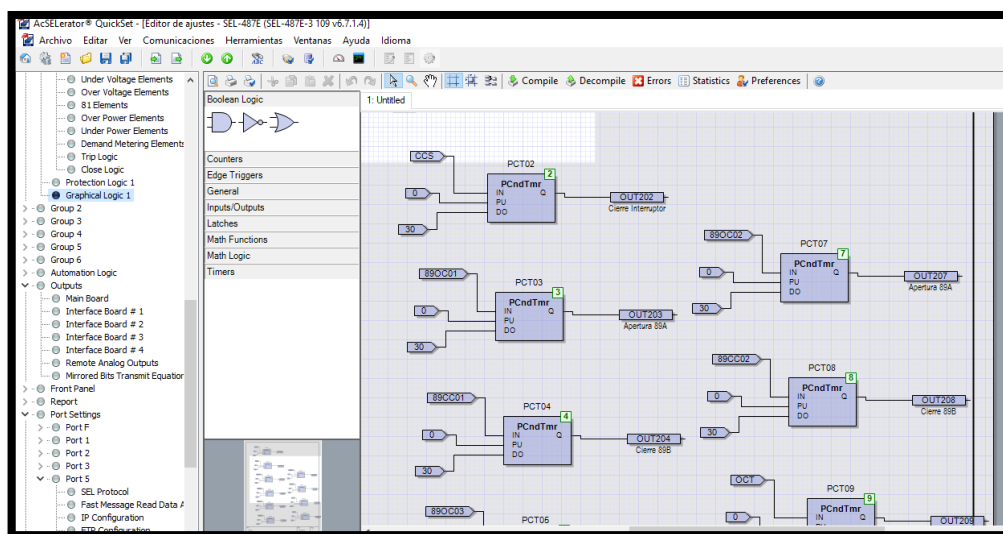 AcSELerator® QuickSet - [Editor de ajustes - SEL-487E (SEL-487E-3 109 v6.7.1.4)]
Archivo Editar Ver Comunicaciones Herramientas Ventanas Ayuda Idioma
Under Voltage Elements
Over Voltage Elements
81 Elements
Over Power Elements
Under Power Elements
Demand Metering Elements
Trip Logic
Close Logic
Protection Logic 1
Graphical Logic 1
Group 2
Group 3
Group 4
Group 5
Group 6
Automation Logic
Outputs
Main Board
Interface Board # 1
Interface Board # 2
Interface Board # 3
Interface Board # 4
Remote Analog Outputs
Mirrored Bits Transmit Equation
Front Panel
Report
Port Settings
Port F
Port 1
Port 2
Port 3
Port 5
SEL Protocol
Fast Message Read Data A
IP Configuration
FTP Configuration
Compile Decompile Errors Statistics Preferences
Boolean Logic
Counters
Edge Triggers
General
Inputs/Outputs
Latches
Math Functions
Math Logic
Timers
1: Untitled
CCS
PCT02
2
PCndTmr
IN Q
PU
DO
0
30
OUT202
Cierre Interruptor
89OC01
PCT03
3
PCndTmr
IN Q
PU
DO
0
30
OUT203
Apertura 89A
89CC01
PCT04
4
PCndTmr
IN Q
PU
DO
0
30
OUT204
Cierre 89B
89OC03
PCT05
89OC02
PCT07
7
PCndTmr
IN Q
PU
DO
0
30
OUT207
Apertura 89A
89CC02
PCT08
8
PCndTmr
IN Q
PU
DO
0
30
OUT208
Cierre 89B
OCT
PCT09
9
PCndTmr
IN Q
0
OUT209